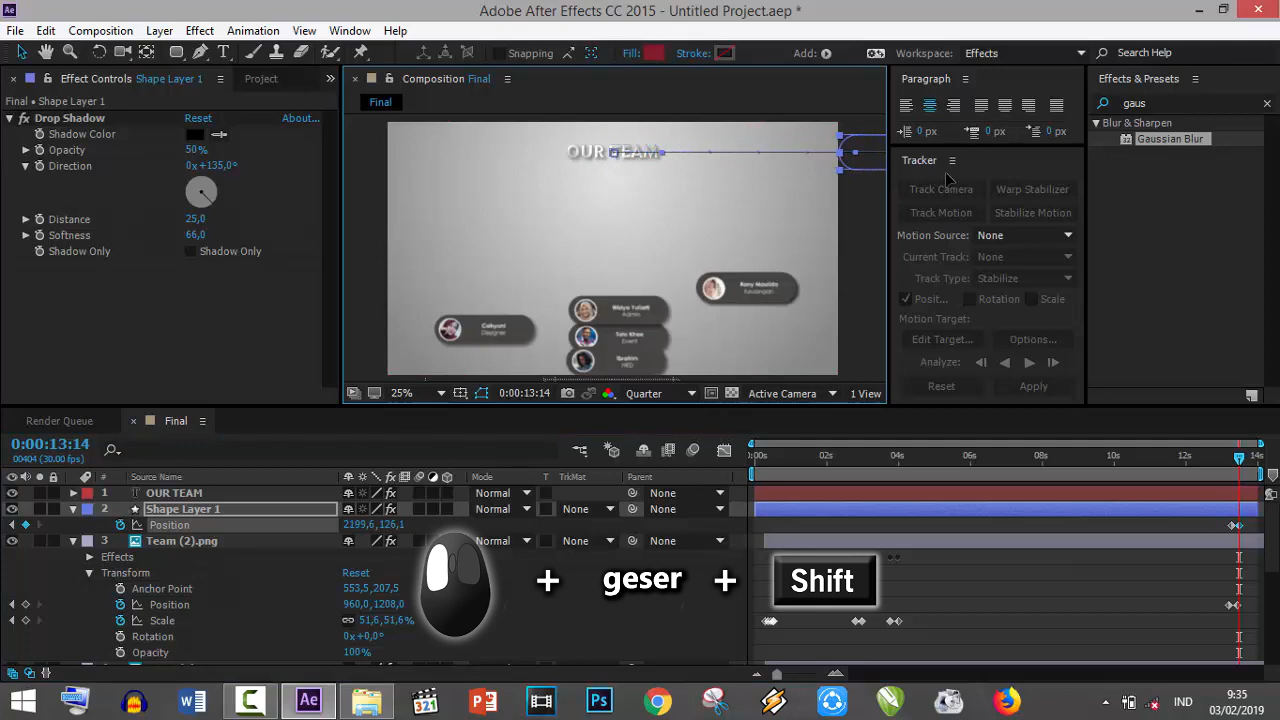 Adobe After Effects CC 2015 - Untitled Project.aep *
File Edit Composition Layer Effect Animation View Window Help
Snapping Fill: Stroke: Add: Workspace: Effects Search Help
Effect Controls Shape Layer 1 Project
Final • Shape Layer 1
Drop Shadow Reset About...
Shadow Color
Opacity 50%
Direction 0x+135,0°
Distance 25,0
Softness 66,0
Shadow Only Shadow Only
Composition Final
Final
OUR TEAM
Cahyani
Designer
Admin
Event
Ibrahim
HRD
Keuangan
25% 0:00:13:14 Quarter Active Camera 1 View
Paragraph
0 px 0 px 0 px
Tracker
Track Camera Warp Stabilizer
Track Motion Stabilize Motion
Motion Source: None
Current Track: None
Track Type: Stabilize
Posit... Rotation Scale
Motion Target:
Edit Target... Options...
Analyze:
Reset Apply
Effects & Presets
gaus
Blur & Sharpen
Gaussian Blur
Render Queue Final
0:00:13:14
00404 (30.00 fps)
:00s 02s 04s 06s 08s 10s 12s 14s
# Source Name Mode T TrkMat Parent
1 T OUR TEAM Normal None
2 Shape Layer 1 Normal None None
Position 2199,6,126,1
3 Team (2).png Normal None None
Effects
Transform Reset
Anchor Point 553,5,207,5
Position 960,0,1208,0
Scale 51,6,51,6%
Rotation 0x+0,0°
Opacity 100%
+ geser + Shift
IND
9:35
03/02/2019